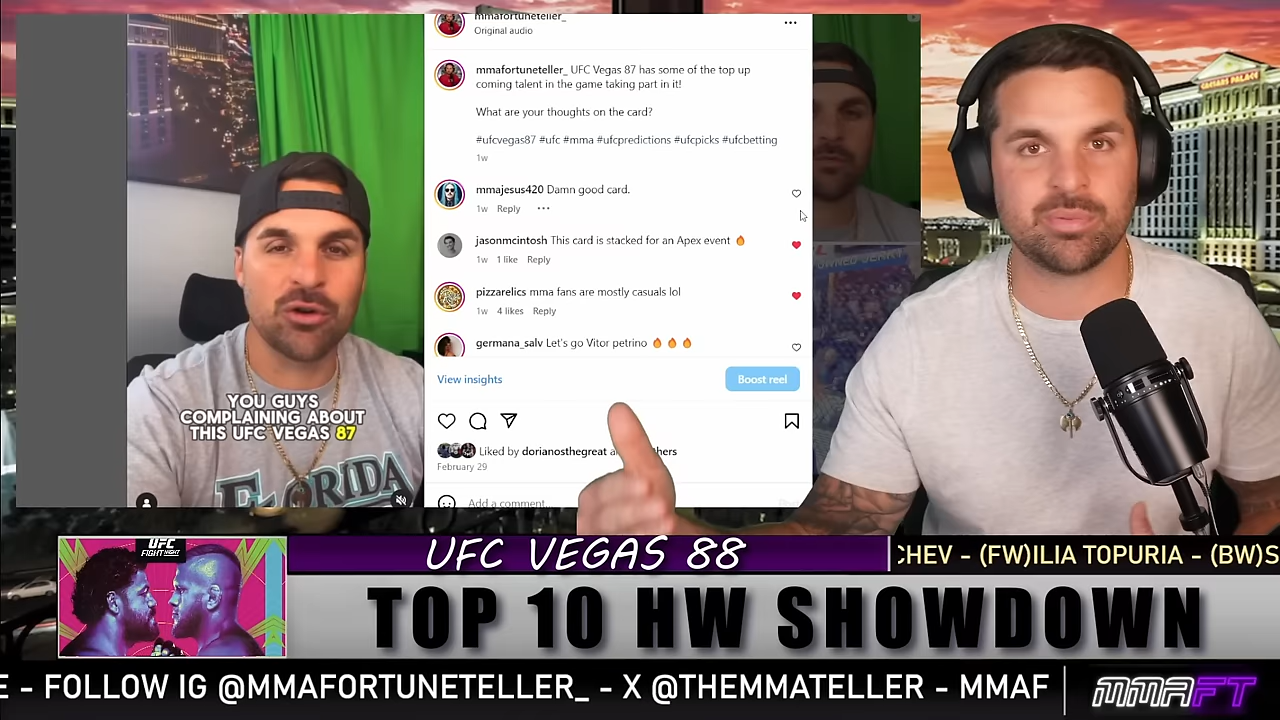 mmafortuneteller_
Original audio
mmafortuneteller_ UFC Vegas 87 has some of the top up
coming talent in the game taking part in it!
What are your thoughts on the card?
#ufcvegas87 #ufc #mma #ufcpredictions #ufcpicks #ufcbetting
1w
mmajesus420 Damn good card.
1w Reply
jasonmcintosh This card is stacked for an Apex event 🔥
1w 1 like Reply
pizzarelics mma fans are mostly casuals lol
1w 4 likes Reply
germana_salv Let's go Vitor petrino 🔥🔥🔥
View insights
Boost reel
Liked by dorianosthegreat a hers
February 29
Add a comment...
YOU GUYS
COMPLAINING ABOUT
THIS UFC VEGAS 87
FLORIDA
CAESARS PALACE
UFC
FIGHT NIGHT
UFC VEGAS 88
CHEV - (FW)ILIA TOPURIA - (BW)S
TOP 10 HW SHOWDOWN
E - FOLLOW IG @MMAFORTUNETELLER_ - X @THEMMATELLER - MMAF
MMAFT